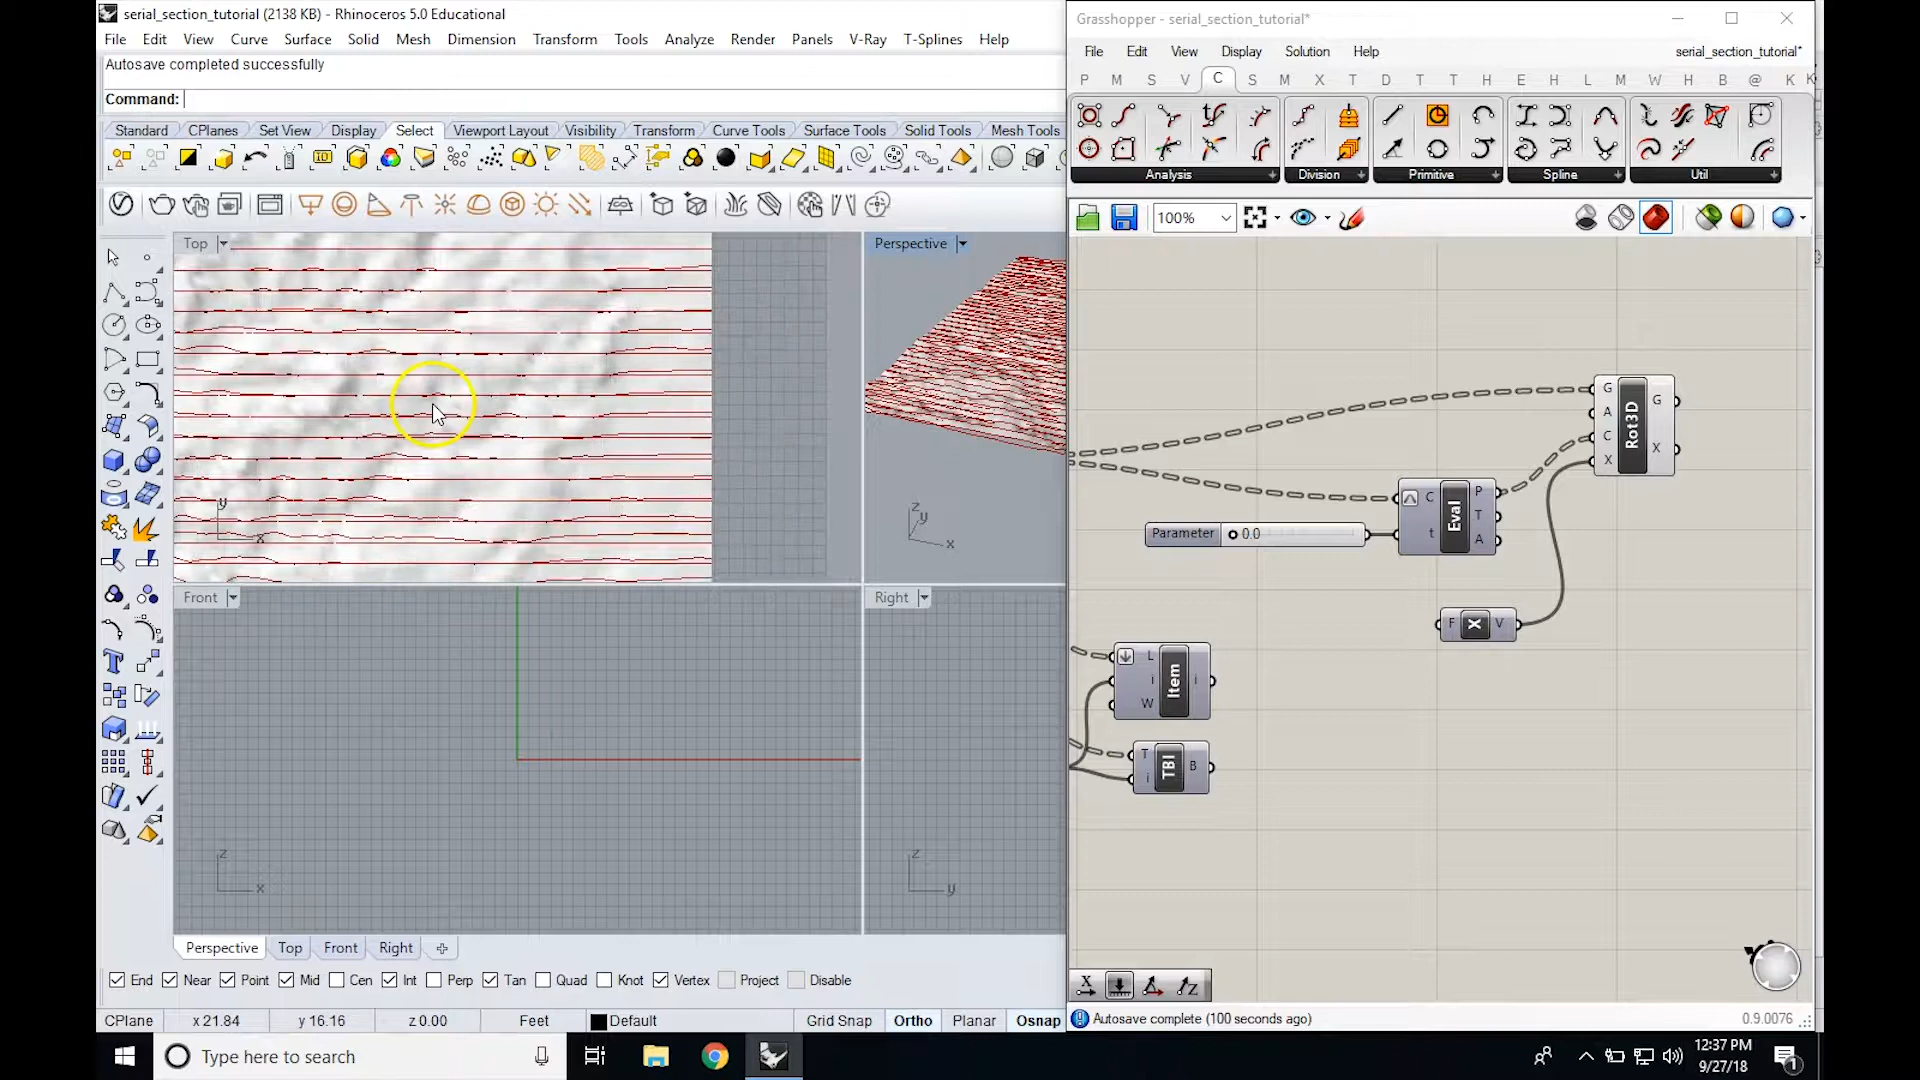 serial_section_tutorial (2138 KB) - Rhinoceros 5.0 Educational
File Edit View Curve Surface Solid Mesh Dimension Transform Tools Analyze Render Panels V-Ray T-Splines Help
Autosave completed successfully
Command:
Standard CPlanes Set View Display Select Viewport Layout Visibility Transform Curve Tools Surface Tools Solid Tools Mesh Tools
Top
Perspective
y
x
z
y
x
Front
Right
z
x
z
y
Perspective Top Front Right
End Near Point Mid Cen Int Perp Tan Quad Knot Vertex Project Disable
CPlane x 21.84 y 16.16 z 0.00 Feet Default Grid Snap Ortho Planar Osnap
Grasshopper - serial_section_tutorial*
File Edit View Display Solution Help serial_section_tutorial*
P M S V C S M X T D T T H E H L M W H B @ K K
Analysis Division Primitive Spline Util
100%
G
A
C
X
Rot3D
G
X
C
t
Eval
P
T
A
Parameter 0.0
F X V
L
i
W
Item
i
T
i
TBI
B
Autosave complete (100 seconds ago) 0.9.0076
Type here to search
12:37 PM
9/27/18
1